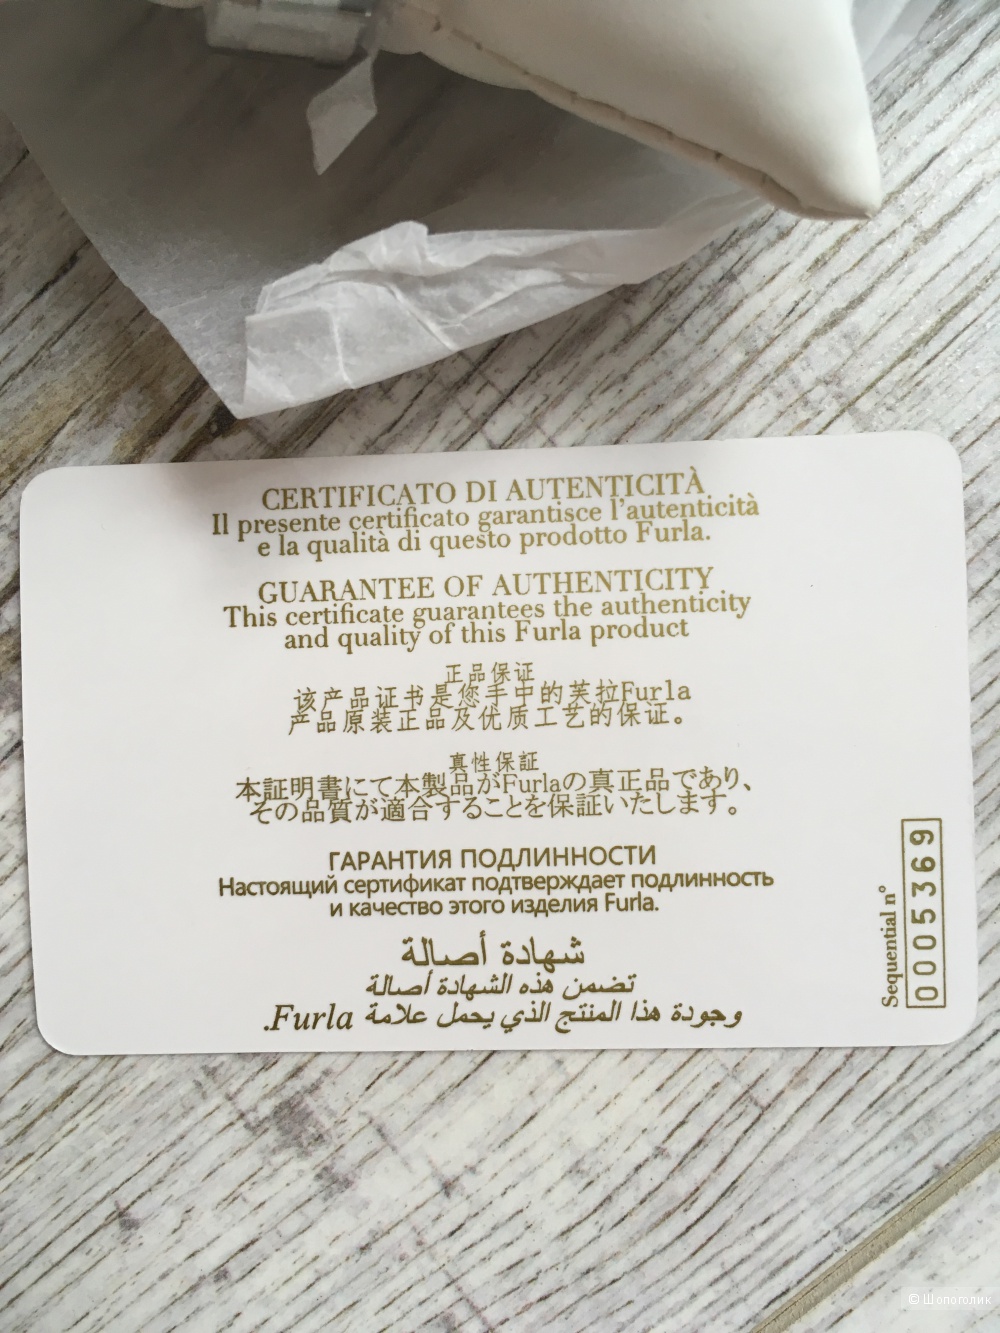 CERTIFICATO DI AUTENTICITÀ
Il presente certificato garantisce l'autenticità
e la qualità di questo prodotto Furla.
GUARANTEE OF AUTHENTICITY
This certificate guarantees the authenticity
and quality of this Furla product
正品保证
该产品证书是您手中的芙拉Furla
产品原装正品及优质工艺的保证。
真性保証
本証明書にて本製品がFurlaの真正品であり、
その品質が適合することを保証いたします。
ГАРАНТИЯ ПОДЛИННОСТИ
Настоящий сертификат подтверждает подлинность
и качество этого изделия Furla.
شهادة أصالة
تضمن هذه الشهادة أصالة
وجودة هذا المنتج الذي يحمل علامة Furla.
Sequential n°
0005369
© Шопоголик